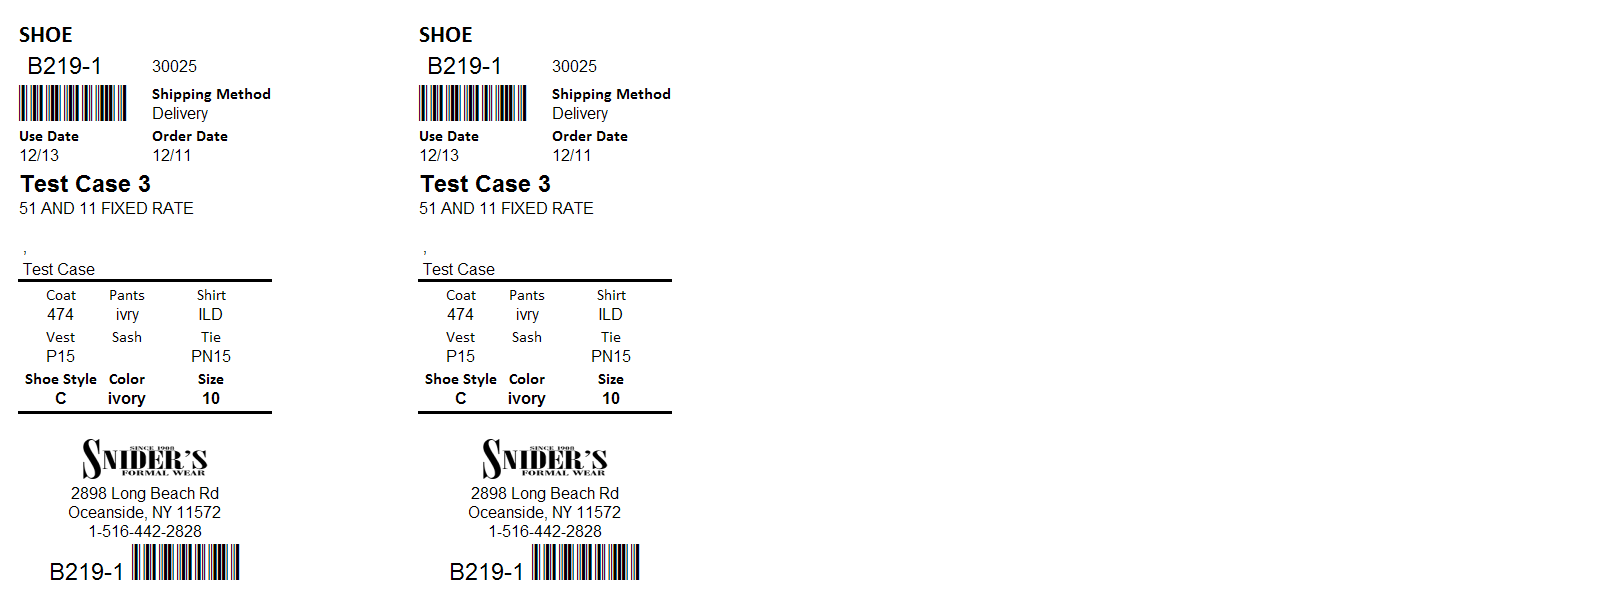 SHOE
B219-1 30025
Shipping Method
Delivery
Use Date Order Date
12/13 12/11
Test Case 3
51 AND 11 FIXED RATE
,
Test Case
Coat Pants Shirt
474 ivry ILD
Vest Sash Tie
P15 PN15
Shoe Style Color Size
C ivory 10
SINCE 1908
SNIDER'S
FORMAL WEAR
2898 Long Beach Rd
Oceanside, NY 11572
1-516-442-2828
B219-1
SHOE
B219-1 30025
Shipping Method
Delivery
Use Date Order Date
12/13 12/11
Test Case 3
51 AND 11 FIXED RATE
,
Test Case
Coat Pants Shirt
474 ivry ILD
Vest Sash Tie
P15 PN15
Shoe Style Color Size
C ivory 10
SINCE 1908
SNIDER'S
FORMAL WEAR
2898 Long Beach Rd
Oceanside, NY 11572
1-516-442-2828
B219-1